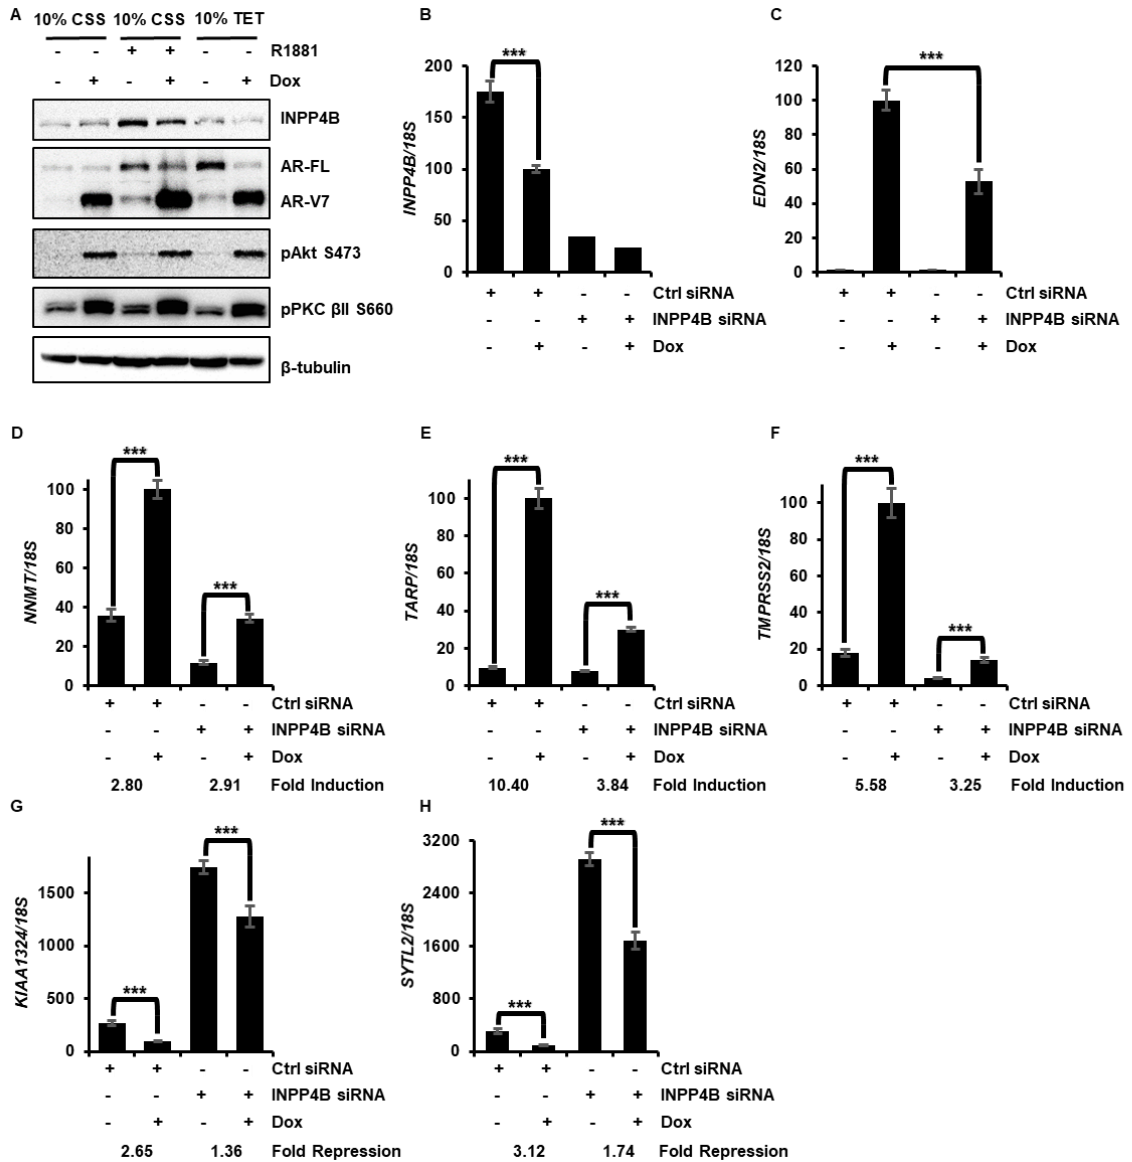 A
10% CSS 10% CSS 10% TET
- - + + - - R1881
- + - + - + Dox
INPP4B
AR-FL
AR-V7
pAkt S473
pPKC βII S660
β-tubulin
B
***
200
150
100
50
0
INPP4B/18S
+ + - - Ctrl siRNA
- - + + INPP4B siRNA
- + - + Dox
C
***
120
100
80
60
40
20
0
EDN2/18S
+ + - - Ctrl siRNA
- - + + INPP4B siRNA
- + - + Dox
D
***
***
100
80
60
40
20
0
NNMT/18S
+ + - - Ctrl siRNA
- - + + INPP4B siRNA
- + - + Dox
2.80 2.91 Fold Induction
E
***
***
100
80
60
40
20
0
TARP/18S
+ + - - Ctrl siRNA
- - + + INPP4B siRNA
- + - + Dox
10.40 3.84 Fold Induction
F
***
***
100
80
60
40
20
0
TMPRSS2/18S
+ + - - Ctrl siRNA
- - + + INPP4B siRNA
- + - + Dox
5.58 3.25 Fold Induction
G
***
***
1500
1000
500
0
KIAA1324/18S
+ + - - Ctrl siRNA
- - + + INPP4B siRNA
- + - + Dox
2.65 1.36 Fold Repression
H
***
***
3200
2400
1600
800
0
SYTL2/18S
+ + - - Ctrl siRNA
- - + + INPP4B siRNA
- + - + Dox
3.12 1.74 Fold Repression